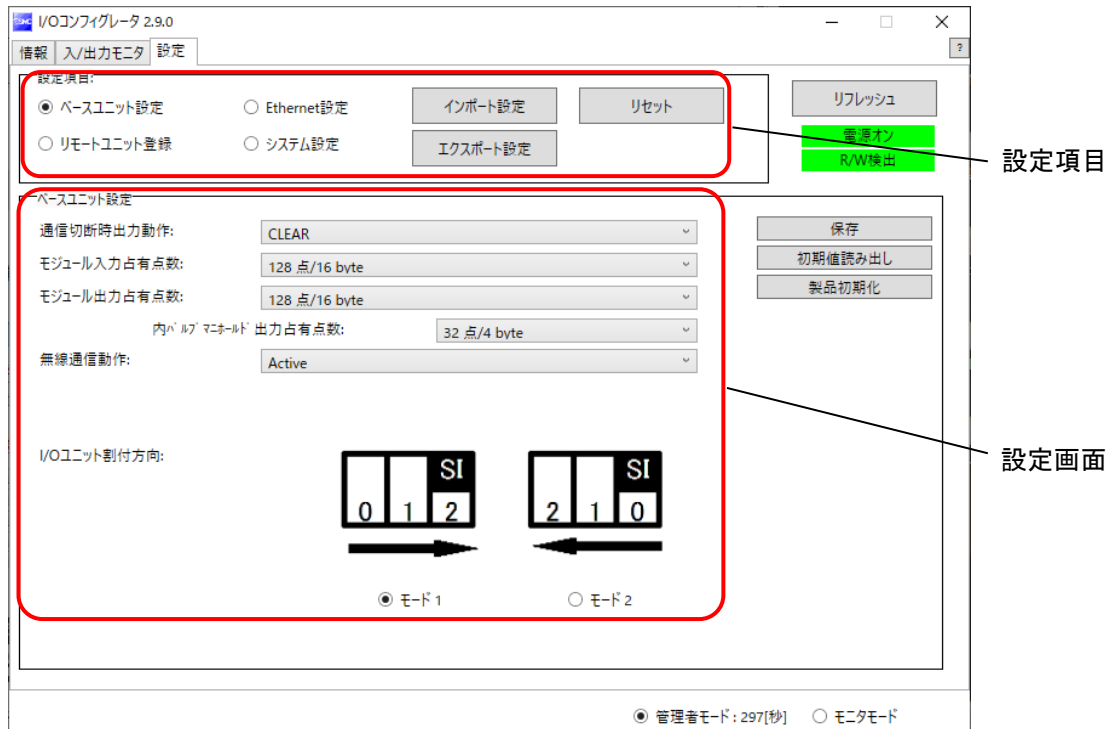 SMC I/Oコンフィグレータ 2.9.0
情報 入/出力モニタ 設定 ?
設定項目:
ベースユニット設定 Ethernet設定 インポート設定 リセット リフレッシュ
リモートユニット登録 システム設定 エクスポート設定 電源オン
R/W検出
設定項目
ベースユニット設定
通信切断時出力動作: CLEAR 保存
モジュール入力占有点数: 128 点/16 byte 初期値読み出し
モジュール出力占有点数: 128 点/16 byte 製品初期化
内バルブマニホールド出力占有点数: 32 点/4 byte
無線通信動作: Active
設定画面
I/Oユニット割付方向: SI SI
0 1 2 2 1 0
モード 1 モード 2
管理者モード: 297[秒] モニタモード